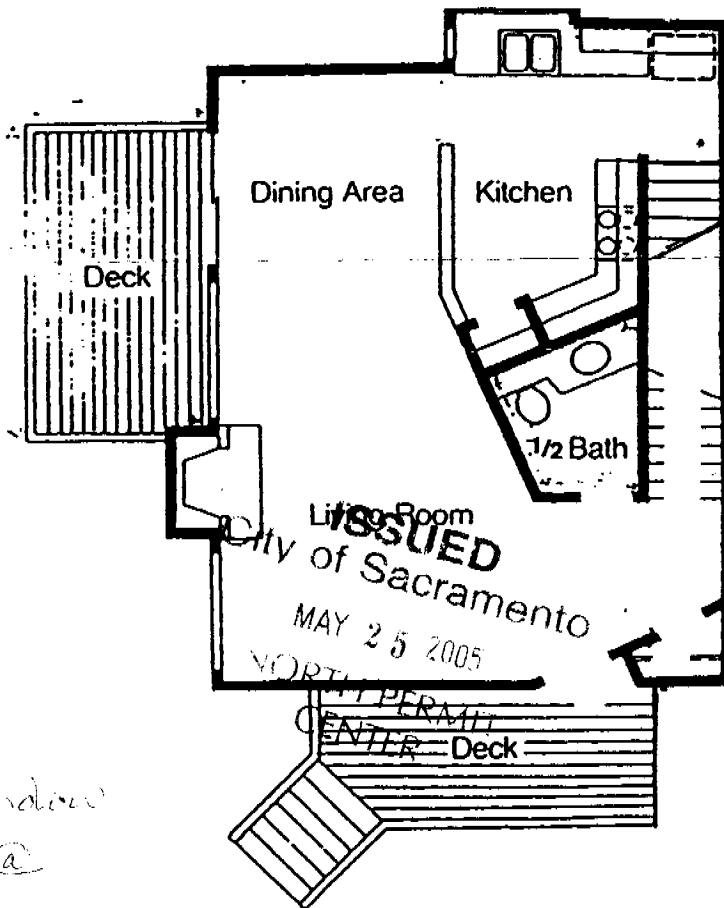 Dining Area
Kitchen
Deck
1/2 Bath
Living Room
ISSUED
City of Sacramento
MAY 25 2005
NORTH PERMIT
CENTER
Deck